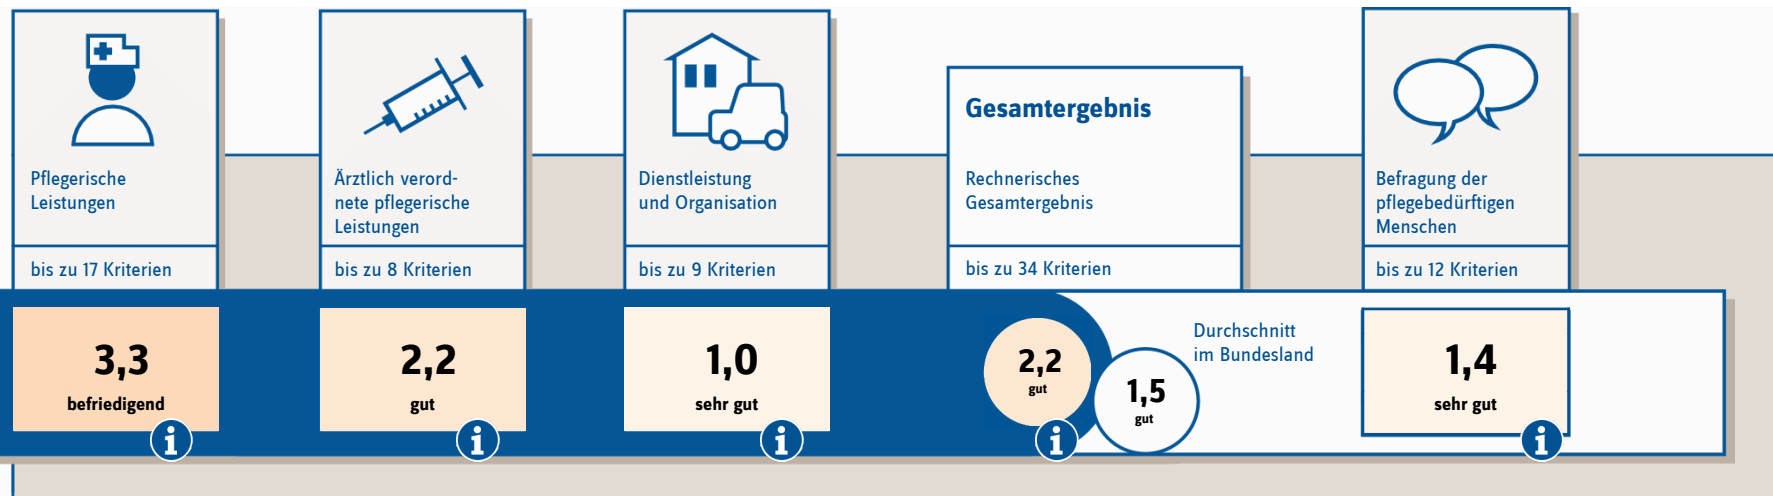 Pflegerische
Leistungen
bis zu 17 Kriterien
3,3
befriedigend
i
Ärztlich verord-
nete pflegerische
Leistungen
bis zu 8 Kriterien
2,2
gut
i
Dienstleistung
und Organisation
bis zu 9 Kriterien
1,0
sehr gut
i
Gesamtergebnis
Rechnerisches
Gesamtergebnis
bis zu 34 Kriterien
2,2
gut
i
1,5
gut
Durchschnitt
im Bundesland
Befragung der
pflegebedürftigen
Menschen
bis zu 12 Kriterien
1,4
sehr gut
i